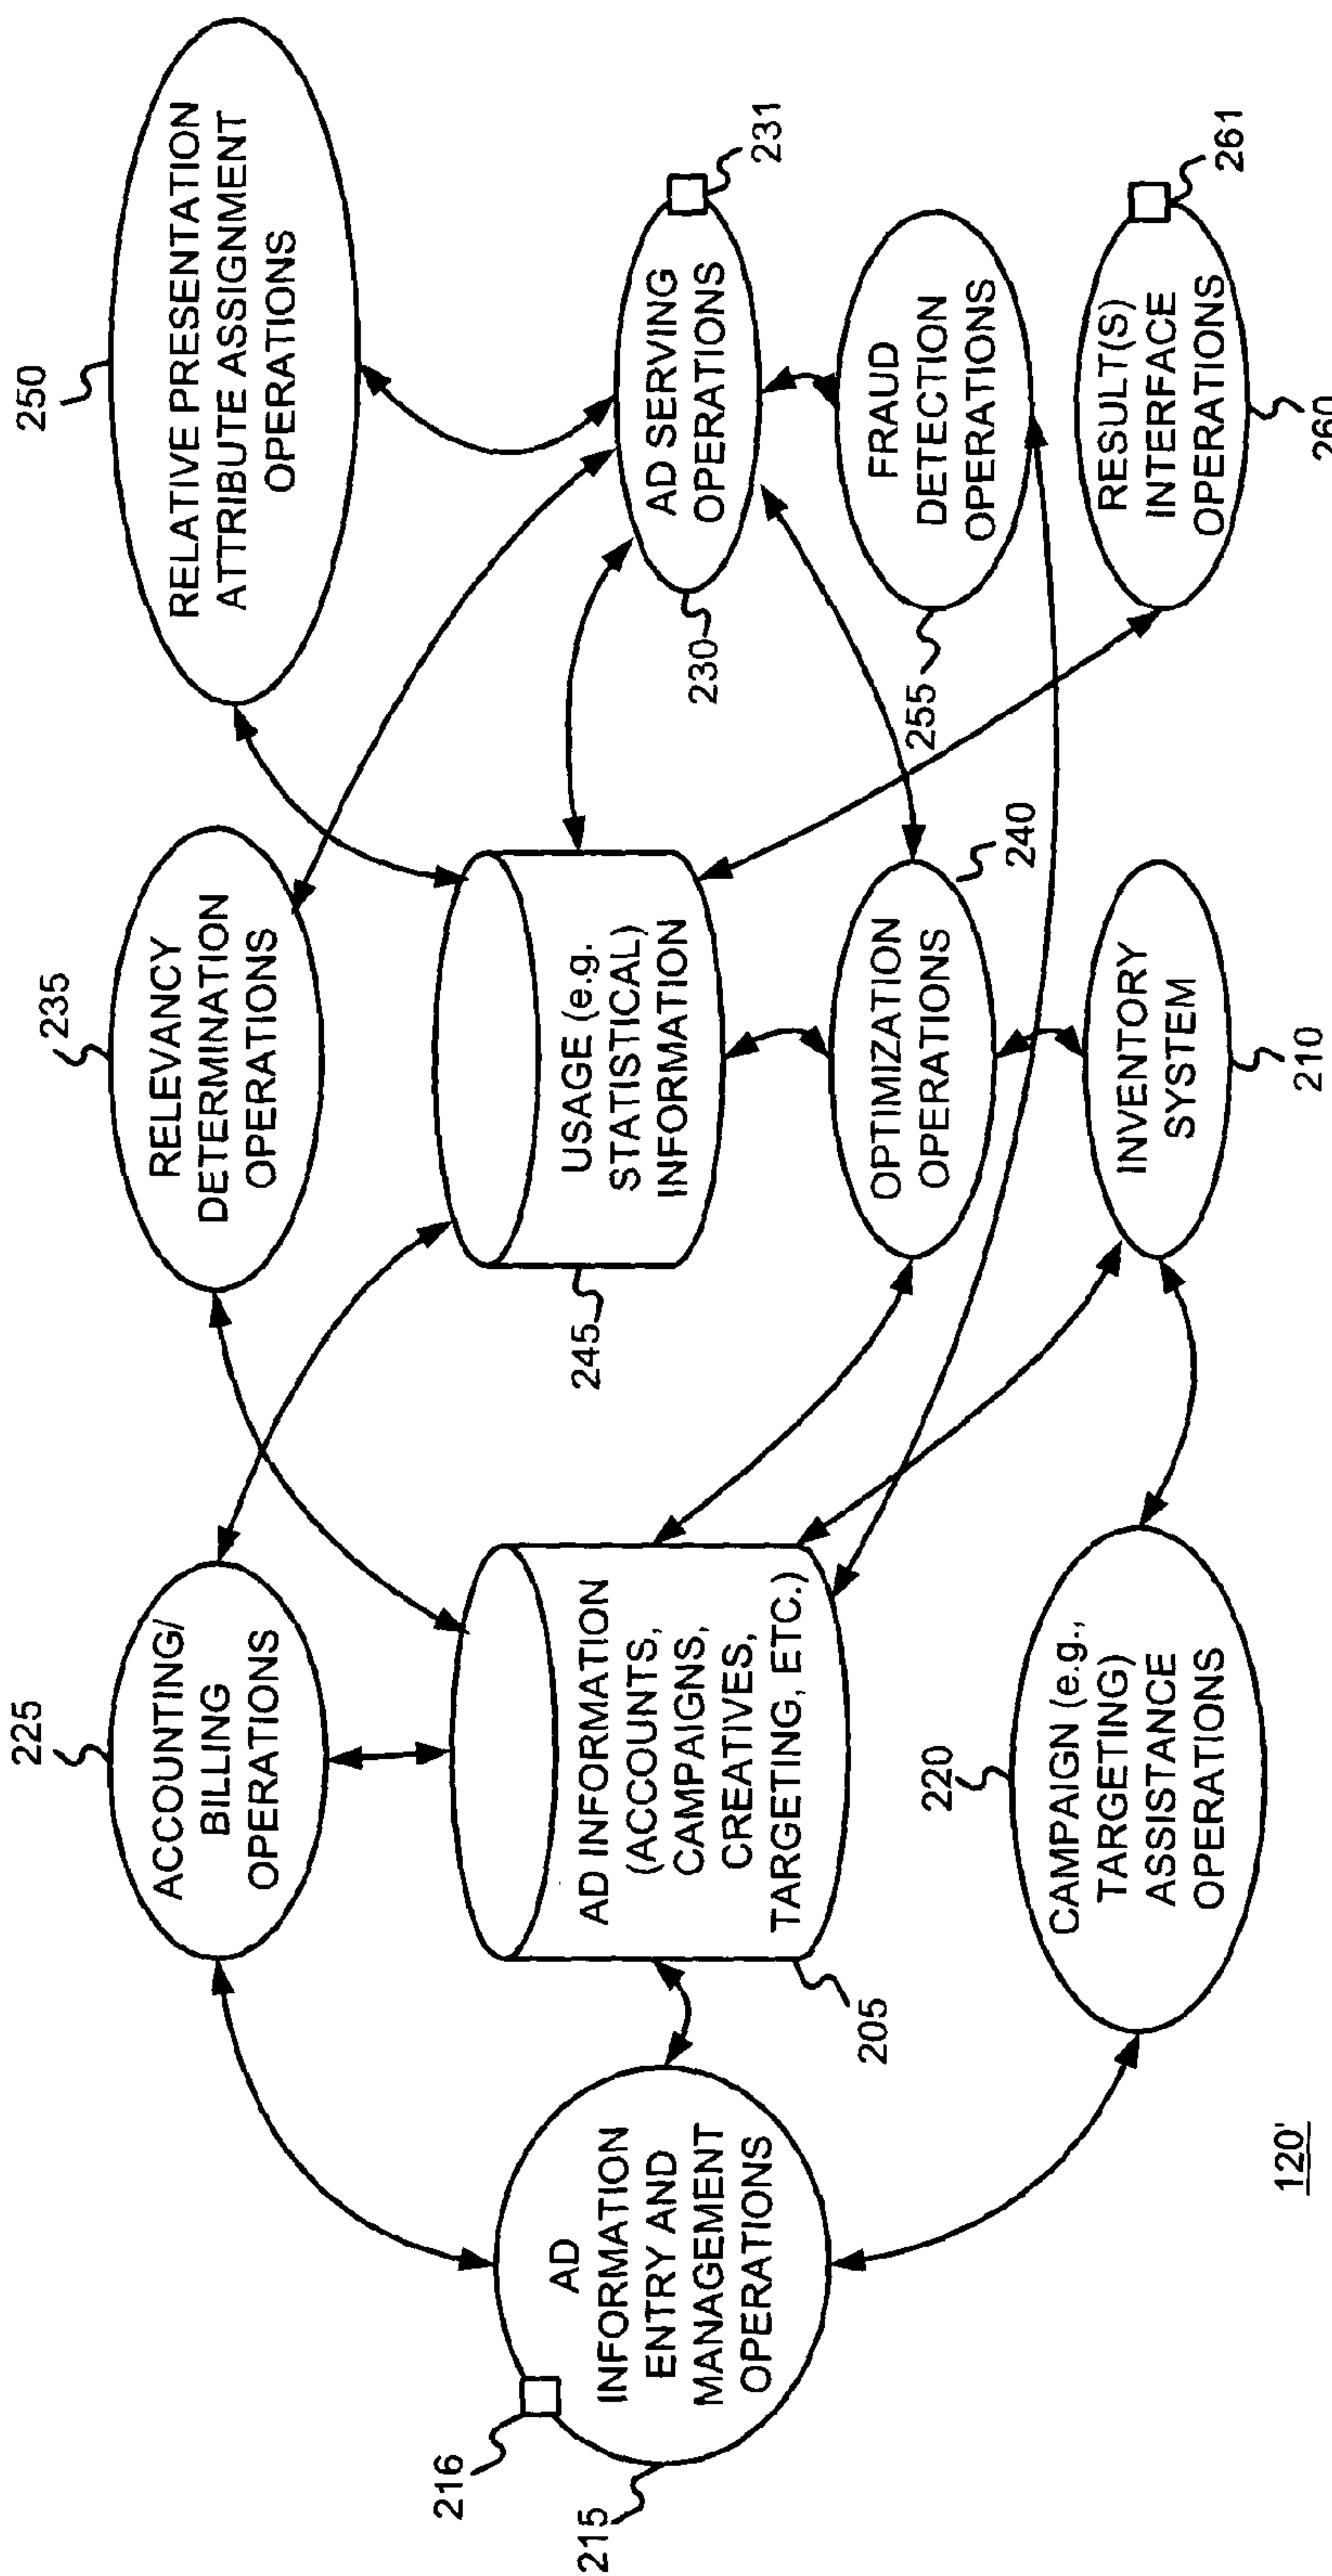 225
ACCOUNTING/
BILLING
OPERATIONS
235
RELEVANCY
DETERMINATION
OPERATIONS
250
RELATIVE PRESENTATION
ATTRIBUTE ASSIGNMENT
OPERATIONS
216
215
AD
INFORMATION
ENTRY AND
MANAGEMENT
OPERATIONS
AD INFORMATION
(ACCOUNTS,
CAMPAIGNS,
CREATIVES,
TARGETING, ETC.)
205
USAGE (e.g.
STATISTICAL)
INFORMATION
245
AD SERVING
OPERATIONS
230
231
FRAUD
DETECTION
OPERATIONS
255
OPTIMIZATION
OPERATIONS
240
220
CAMPAIGN (e.g.,
TARGETING)
ASSISTANCE
OPERATIONS
INVENTORY
SYSTEM
210
RESULT(S)
INTERFACE
OPERATIONS
261
260
120'